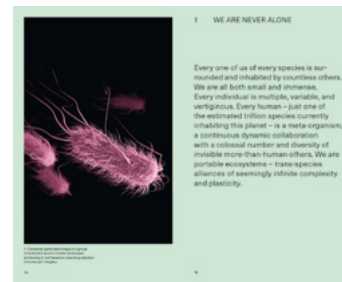 1 WE ARE NEVER ALONE
Every one of us of every species is sur-
rounded and inhabited by countless others.
We are all both small and immense.
Every individual is multiple, variable, and
vertiginous. Every human – just one of
the estimated trillion species currently
inhabiting this planet – is a meta-organism,
a continuous dynamic collaboration
with a colossal number and diversity of
invisible more-than-human others. We are
portable ecosystems – trans-species
alliances of seemingly infinite complexity
and plasticity.